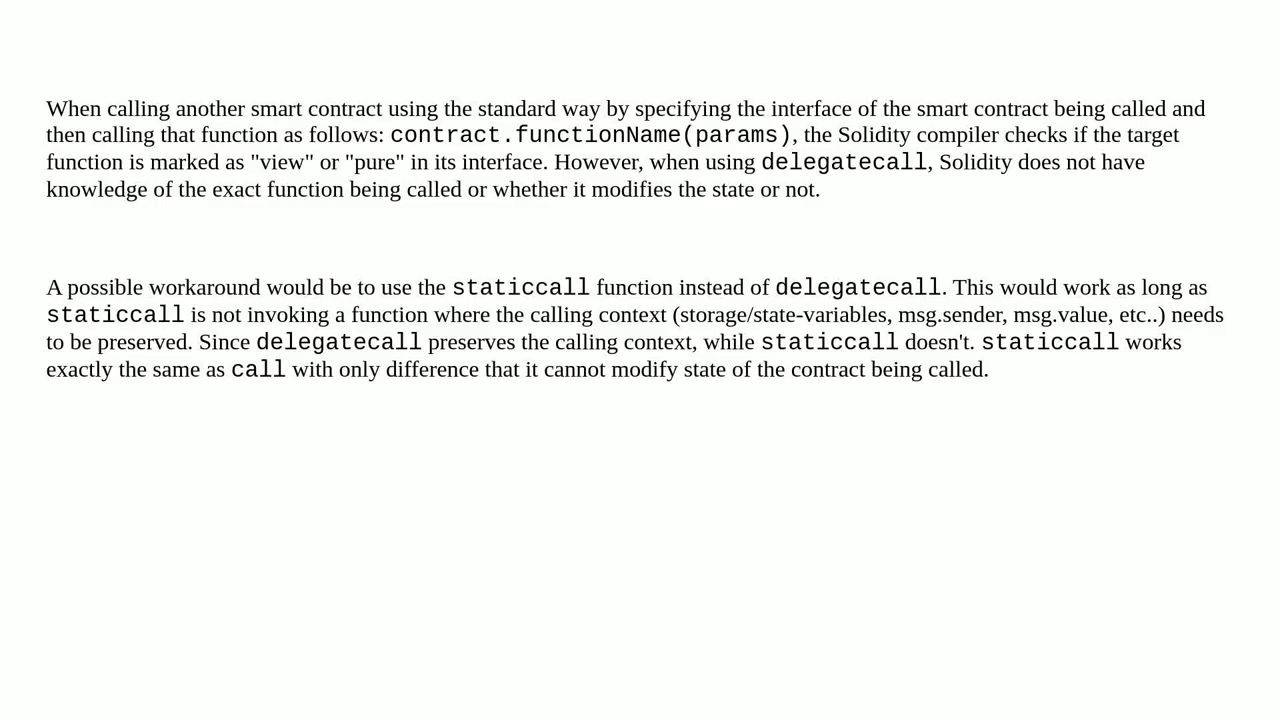 When calling another smart contract using the standard way by specifying the interface of the smart contract being called and
then calling that function as follows: contract.functionName(params), the Solidity compiler checks if the target
function is marked as "view" or "pure" in its interface. However, when using delegatecall, Solidity does not have
knowledge of the exact function being called or whether it modifies the state or not.
A possible workaround would be to use the staticcall function instead of delegatecall. This would work as long as
staticcall is not invoking a function where the calling context (storage/state-variables, msg.sender, msg.value, etc..) needs
to be preserved. Since delegatecall preserves the calling context, while staticcall doesn't. staticcall works
exactly the same as call with only difference that it cannot modify state of the contract being called.